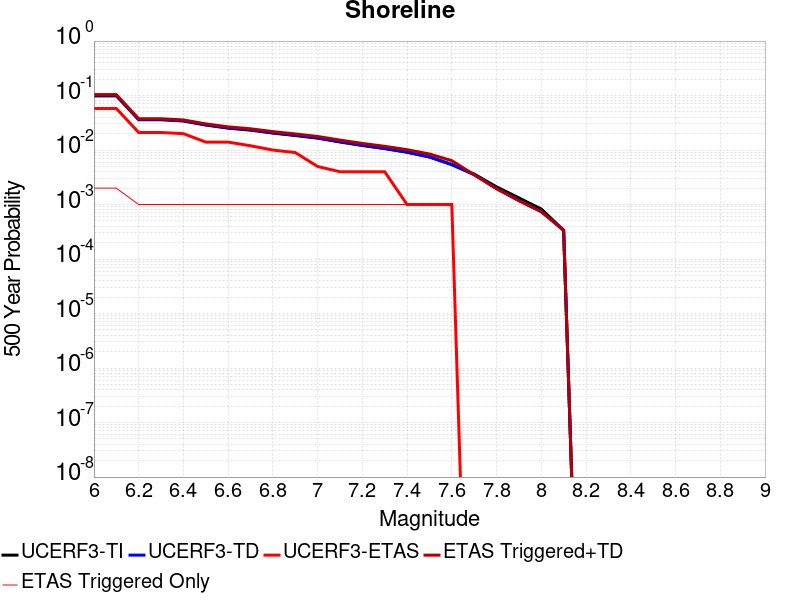 Shoreline
500 Year Probability
10^0
10^-1
10^-2
10^-3
10^-4
10^-5
10^-6
10^-7
10^-8
6 6.2 6.4 6.6 6.8 7 7.2 7.4 7.6 7.8 8 8.2 8.4 8.6 8.8 9
Magnitude
UCERF3-TI UCERF3-TD UCERF3-ETAS ETAS Triggered+TD
ETAS Triggered Only